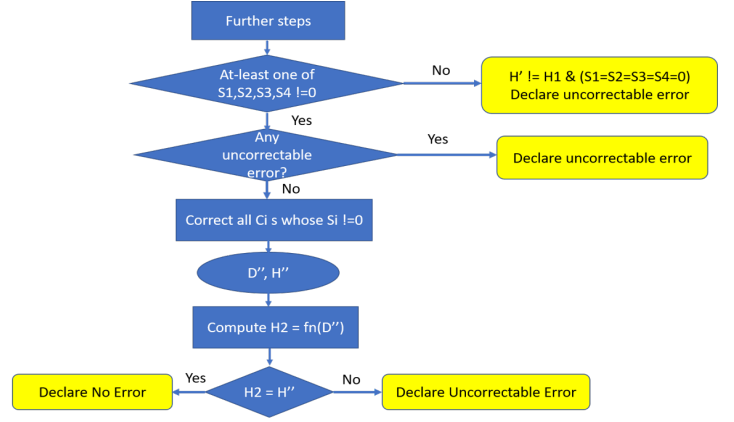 Further steps
At-least one of
S1,S2,S3,S4 !=0
No
H’ != H1 & (S1=S2=S3=S4=0)
Declare uncorrectable error
Yes
Any
uncorrectable
error?
Yes
Declare uncorrectable error
No
Correct all Ci s whose Si !=0
D’’, H’’
Compute H2 = fn(D’’)
Declare No Error
Yes
H2 = H’’
No
Declare Uncorrectable Error